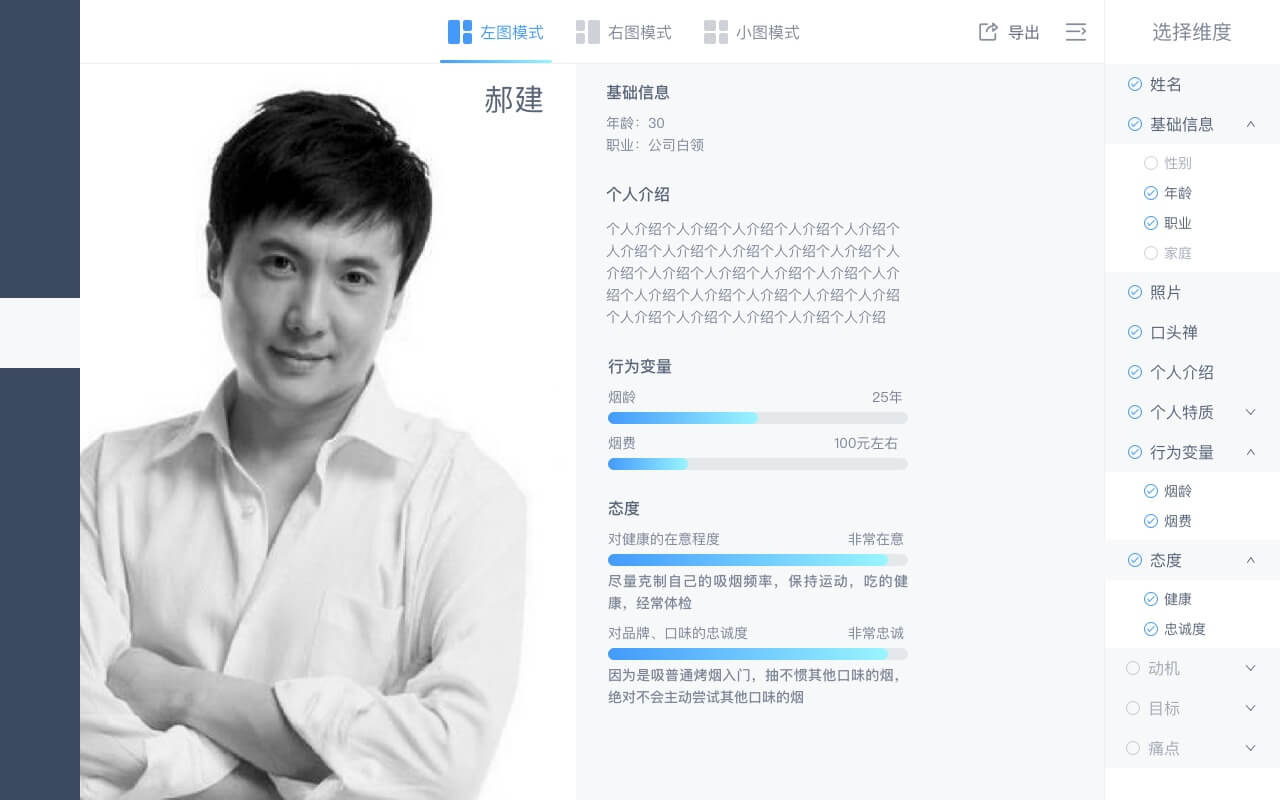 左图模式
右图模式
小图模式
导出
选择维度
郝建
基础信息
年龄：30
职业：公司白领
个人介绍
个人介绍个人介绍个人介绍个人介绍个人介绍个
人介绍个人介绍个人介绍个人介绍个人介绍个人
介绍个人介绍个人介绍个人介绍个人介绍个人介
绍个人介绍个人介绍个人介绍个人介绍个人介绍
个人介绍个人介绍个人介绍个人介绍个人介绍
行为变量
烟龄 25年
烟费 100元左右
态度
对健康的在意程度 非常在意
尽量克制自己的吸烟频率，保持运动，吃的健
康，经常体检
对品牌、口味的忠诚度 非常忠诚
因为是吸普通烤烟入门，抽不惯其他口味的烟，
绝对不会主动尝试其他口味的烟
姓名
基础信息
性别
年龄
职业
家庭
照片
口头禅
个人介绍
个人特质
行为变量
烟龄
烟费
态度
健康
忠诚度
动机
目标
痛点